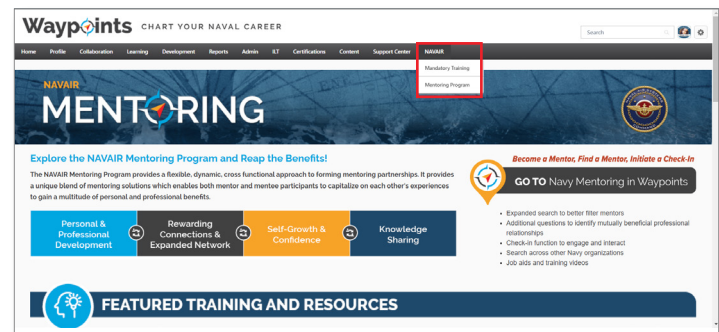 Waypoints CHART YOUR NAVAL CAREER
Search
Home Profile Collaboration Learning Development Reports Admin ILT Certifications Content Support Center NAVAIR
Mandatory Training
Mentoring Program
NAVAIR
MENTORING
Explore the NAVAIR Mentoring Program and Reap the Benefits!
The NAVAIR Mentoring Program provides a flexible, dynamic, cross functional approach to forming mentoring partnerships. It provides
a unique blend of mentoring solutions which enables both mentor and mentee participants to capitalize on each other's experiences
to gain a multitude of personal and professional benefits.
Personal &
Professional
Development
Rewarding
Connections &
Expanded Network
Self-Growth &
Confidence
Knowledge
Sharing
Become a Mentor, Find a Mentor, Initiate a Check-In
GO TO Navy Mentoring in Waypoints
• Expanded search to better filter mentors
• Additional questions to identify mutually beneficial professional
relationships
• Check-in function to engage and interact
• Search across other Navy organizations
• Job aids and training videos
FEATURED TRAINING AND RESOURCES